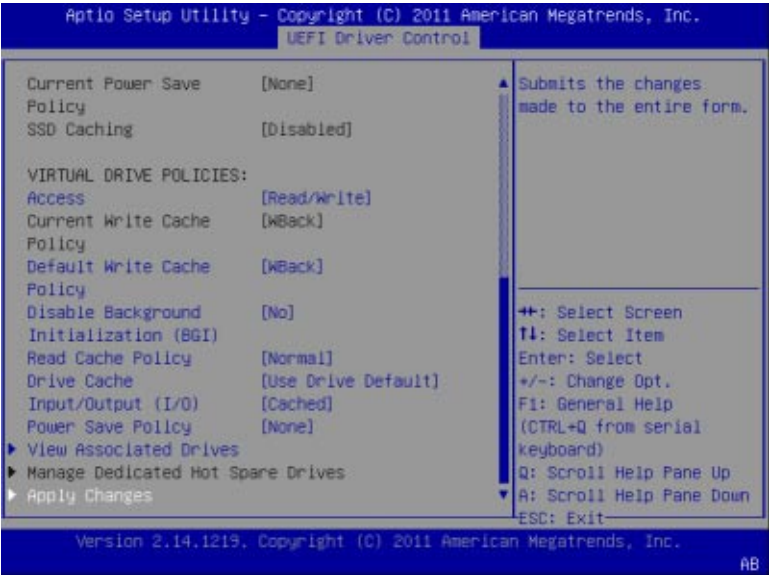 Aptio Setup Utility – Copyright (C) 2011 American Megatrends, Inc.
UEFI Driver Control
Current Power Save [None]
Policy
SSD Caching [Disabled]
VIRTUAL DRIVE POLICIES:
Access [Read/Write]
Current Write Cache [WBack]
Policy
Default Write Cache [WBack]
Policy
Disable Background [No]
Initialization (BGI)
Read Cache Policy [Normal]
Drive Cache [Use Drive Default]
Input/Output (I/O) [Cached]
Power Save Policy [None]
View Associated Drives
Manage Dedicated Hot Spare Drives
Apply Changes
Submits the changes
made to the entire form.
→←: Select Screen
↑↓: Select Item
Enter: Select
+/-: Change Opt.
F1: General Help
(CTRL+Q from serial
keyboard)
Q: Scroll Help Pane Up
A: Scroll Help Pane Down
ESC: Exit
Version 2.14.1219. Copyright (C) 2011 American Megatrends, Inc.
AB